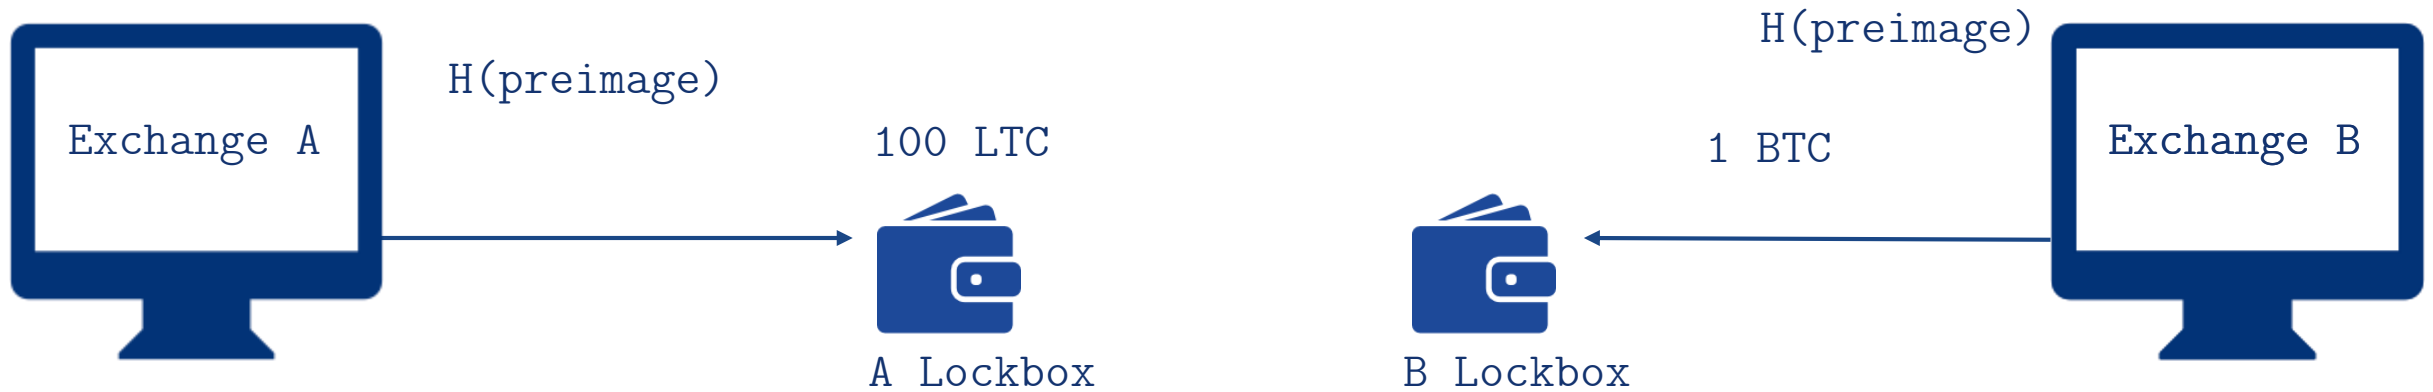 H(preimage)
H(preimage)
Exchange A
100 LTC
1 BTC
Exchange B
A Lockbox
B Lockbox